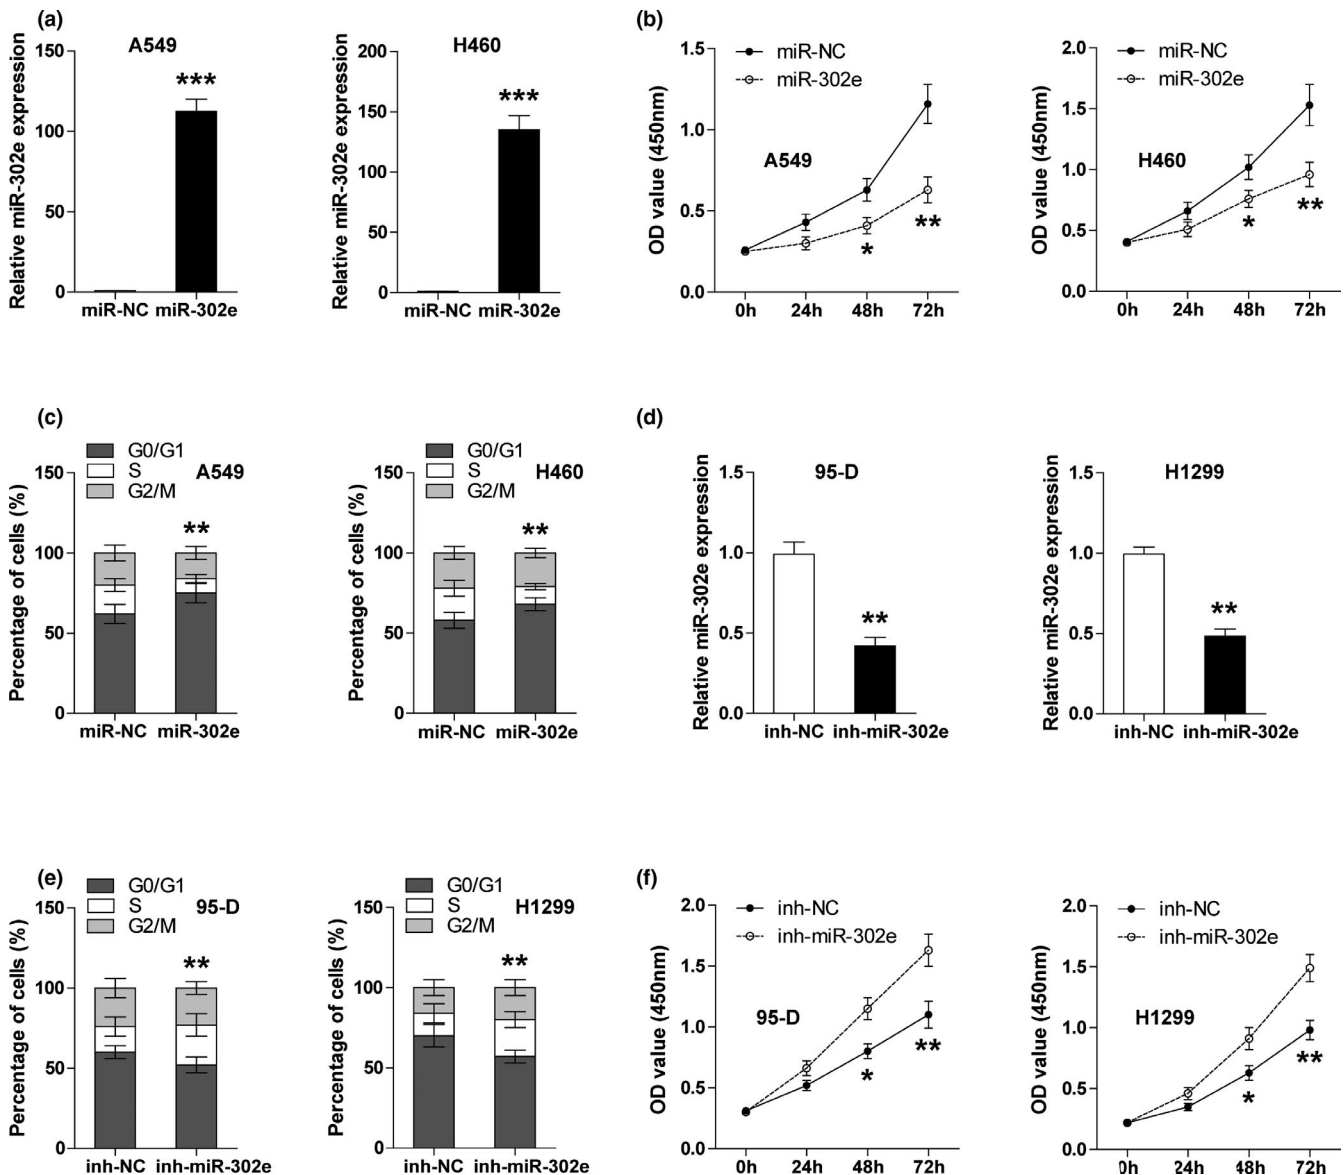 (a)
A549
Relative miR-302e expression
150
100
50
0
***
miR-NC miR-302e
H460
Relative miR-302e expression
200
150
100
50
0
***
miR-NC miR-302e
(b)
miR-NC
miR-302e
OD value (450nm)
1.5
1.0
0.5
0.0
A549
*
**
0h 24h 48h 72h
miR-NC
miR-302e
OD value (450nm)
2.0
1.5
1.0
0.5
0.0
H460
*
**
0h 24h 48h 72h
(c)
G0/G1
S
G2/M
A549
Percentage of cells (%)
150
100
50
0
**
miR-NC miR-302e
G0/G1
S
G2/M
H460
Percentage of cells (%)
150
100
50
0
**
miR-NC miR-302e
(d)
95-D
Relative miR-302e expression
1.5
1.0
0.5
0.0
**
inh-NC inh-miR-302e
H1299
Relative miR-302e expression
1.5
1.0
0.5
0.0
**
inh-NC inh-miR-302e
(e)
G0/G1
S
G2/M
95-D
Percentage of cells (%)
150
100
50
0
**
inh-NC inh-miR-302e
G0/G1
S
G2/M
H1299
Percentage of cells (%)
150
100
50
0
**
inh-NC inh-miR-302e
(f)
inh-NC
inh-miR-302e
OD value (450nm)
2.0
1.5
1.0
0.5
0.0
95-D
*
**
0h 24h 48h 72h
inh-NC
inh-miR-302e
OD value (450nm)
2.0
1.5
1.0
0.5
0.0
H1299
*
**
0h 24h 48h 72h